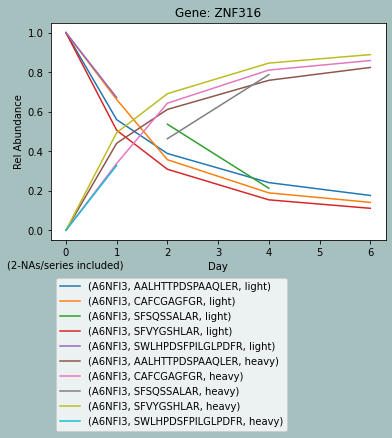 Gene: ZNF316
1.0
0.8
0.6
0.4
0.2
0.0
Rel Abundance
0 1 2 3 4 5 6
Day
(2-NAs/series included)
(A6NFI3, AALHTTPDSPAAQLER, light)
(A6NFI3, CAFCGAGFGR, light)
(A6NFI3, SFSQSSALAR, light)
(A6NFI3, SFVYGSHLAR, light)
(A6NFI3, SWLHPDSFPILGLPDFR, light)
(A6NFI3, AALHTTPDSPAAQLER, heavy)
(A6NFI3, CAFCGAGFGR, heavy)
(A6NFI3, SFSQSSALAR, heavy)
(A6NFI3, SFVYGSHLAR, heavy)
(A6NFI3, SWLHPDSFPILGLPDFR, heavy)